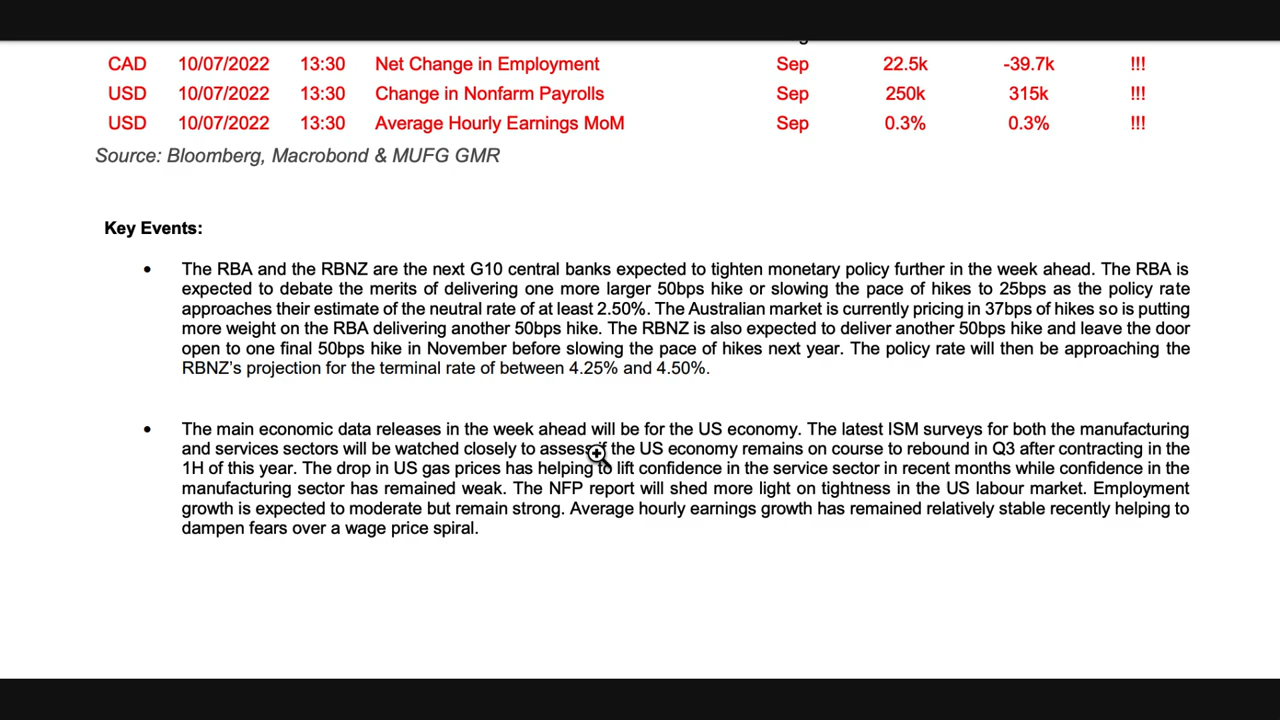 CAD 10/07/2022 13:30 Net Change in Employment Sep 22.5k -39.7k !!!
USD 10/07/2022 13:30 Change in Nonfarm Payrolls Sep 250k 315k !!!
USD 10/07/2022 13:30 Average Hourly Earnings MoM Sep 0.3% 0.3% !!!
Source: Bloomberg, Macrobond & MUFG GMR
Key Events:
• The RBA and the RBNZ are the next G10 central banks expected to tighten monetary policy further in the week ahead. The RBA is
expected to debate the merits of delivering one more larger 50bps hike or slowing the pace of hikes to 25bps as the policy rate
approaches their estimate of the neutral rate of at least 2.50%. The Australian market is currently pricing in 37bps of hikes so is putting
more weight on the RBA delivering another 50bps hike. The RBNZ is also expected to deliver another 50bps hike and leave the door
open to one final 50bps hike in November before slowing the pace of hikes next year. The policy rate will then be approaching the
RBNZ's projection for the terminal rate of between 4.25% and 4.50%.
• The main economic data releases in the week ahead will be for the US economy. The latest ISM surveys for both the manufacturing
and services sectors will be watched closely to assess if the US economy remains on course to rebound in Q3 after contracting in the
1H of this year. The drop in US gas prices has helping to lift confidence in the service sector in recent months while confidence in the
manufacturing sector has remained weak. The NFP report will shed more light on tightness in the US labour market. Employment
growth is expected to moderate but remain strong. Average hourly earnings growth has remained relatively stable recently helping to
dampen fears over a wage price spiral.